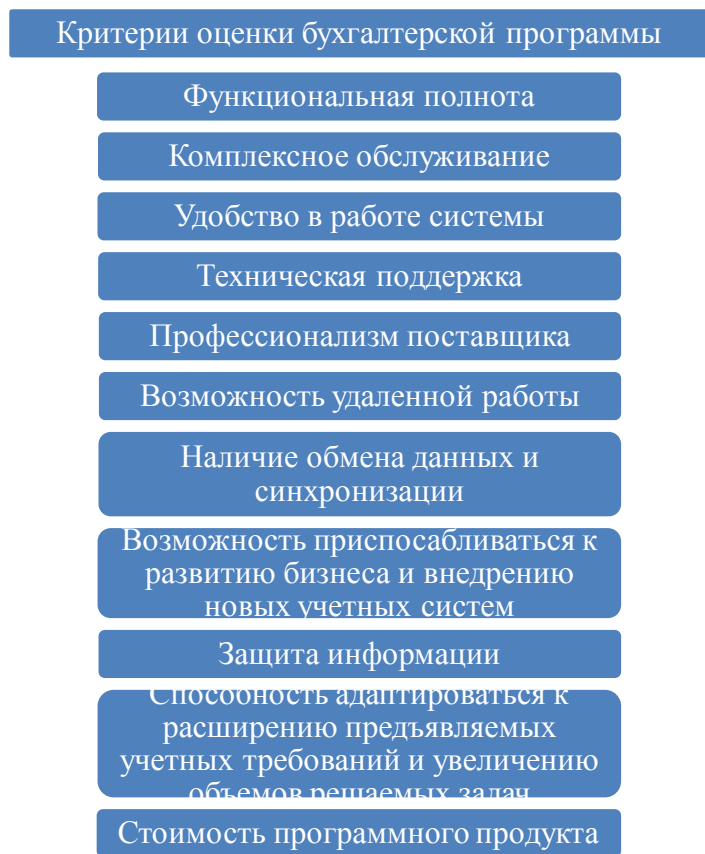 Критерии оценки бухгалтерской программы
Функциональная полнота
Комплексное обслуживание
Удобство в работе системы
Техническая поддержка
Профессионализм поставщика
Возможность удаленной работы
Наличие обмена данных и
синхронизации
Возможность приспосабливаться к
развитию бизнеса и внедрению
новых учетных систем
Защита информации
Способность адаптироваться к
расширению предъявляемых
учетных требований и увеличению
объемов решаемых задач
Стоимость программного продукта